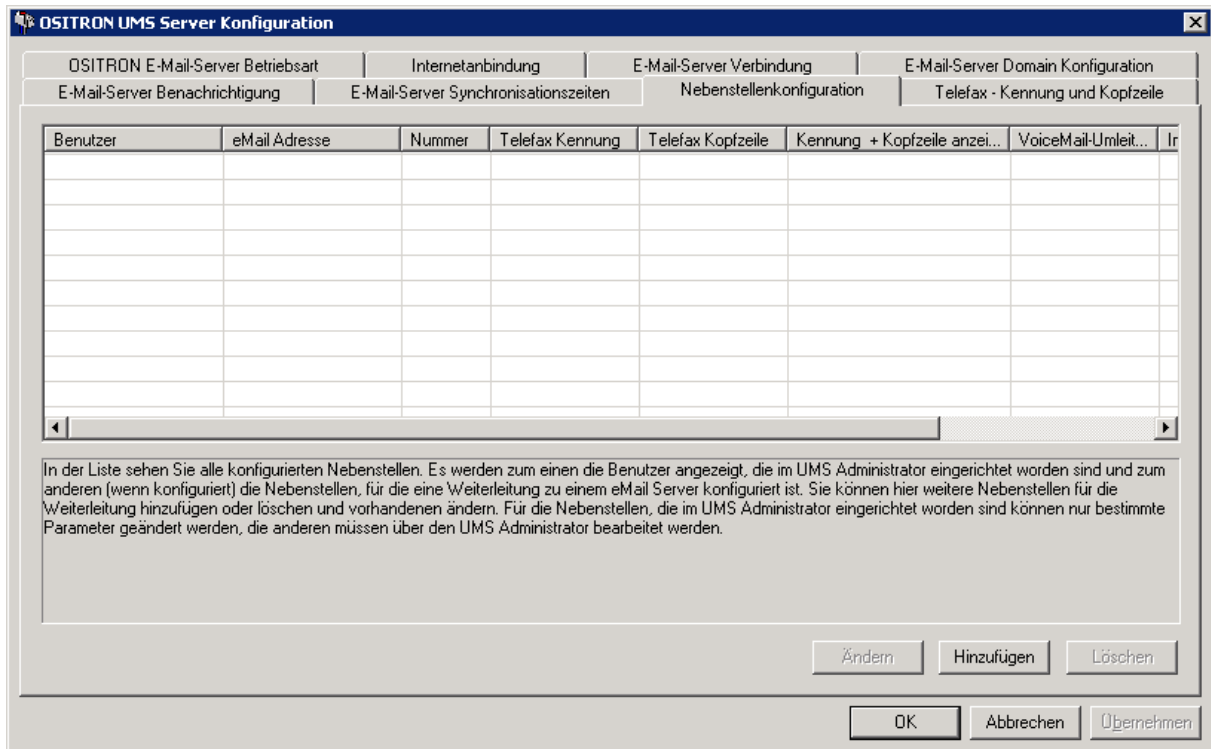 OSITRON UMS Server Konfiguration
OSITRON E-Mail-Server Betriebsart
Internetanbindung
E-Mail-Server Verbindung
E-Mail-Server Domain Konfiguration
E-Mail-Server Benachrichtigung
E-Mail-Server Synchronisationszeiten
Nebenstellenkonfiguration
Telefax - Kennung und Kopfzeile
Benutzer
eMail Adresse
Nummer
Telefax Kennung
Telefax Kopfzeile
Kennung + Kopfzeile anzei...
VoiceMail-Umleit...
In der Liste sehen Sie alle konfigurierten Nebenstellen. Es werden zum einen die Benutzer angezeigt, die im UMS Administrator eingerichtet worden sind und zum
anderen (wenn konfiguriert) die Nebenstellen, für die eine Weiterleitung zu einem eMail Server konfiguriert ist. Sie können hier weitere Nebenstellen für die
Weiterleitung hinzufügen oder löschen und vorhandenen ändern. Für die Nebenstellen, die im UMS Administrator eingerichtet worden sind können nur bestimmte
Parameter geändert werden, die anderen müssen über den UMS Administrator bearbeitet werden.
Ändern
Hinzufügen
Löschen
OK
Abbrechen
Übernehmen